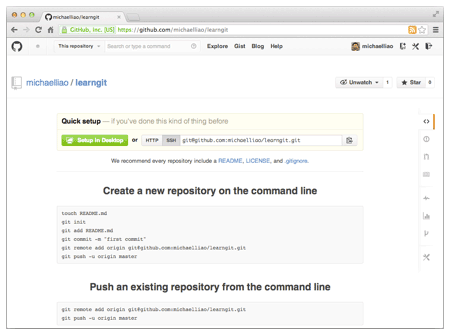 michaelliao/learngit
GitHub, Inc. [US] https://github.com/michaelliao/learngit
This repository Search or type a command Explore Gist Blog Help michaelliao
michaelliao / learngit
Unwatch 1 Star 0
Quick setup — if you've done this kind of thing before
Setup in Desktop or HTTP SSH git@github.com:michaelliao/learngit.git
We recommend every repository include a README, LICENSE, and .gitignore.
Create a new repository on the command line
touch README.md
git init
git add README.md
git commit -m "first commit"
git remote add origin git@github.com:michaelliao/learngit.git
git push -u origin master
Push an existing repository from the command line
git remote add origin git@github.com:michaelliao/learngit.git
git push -u origin master